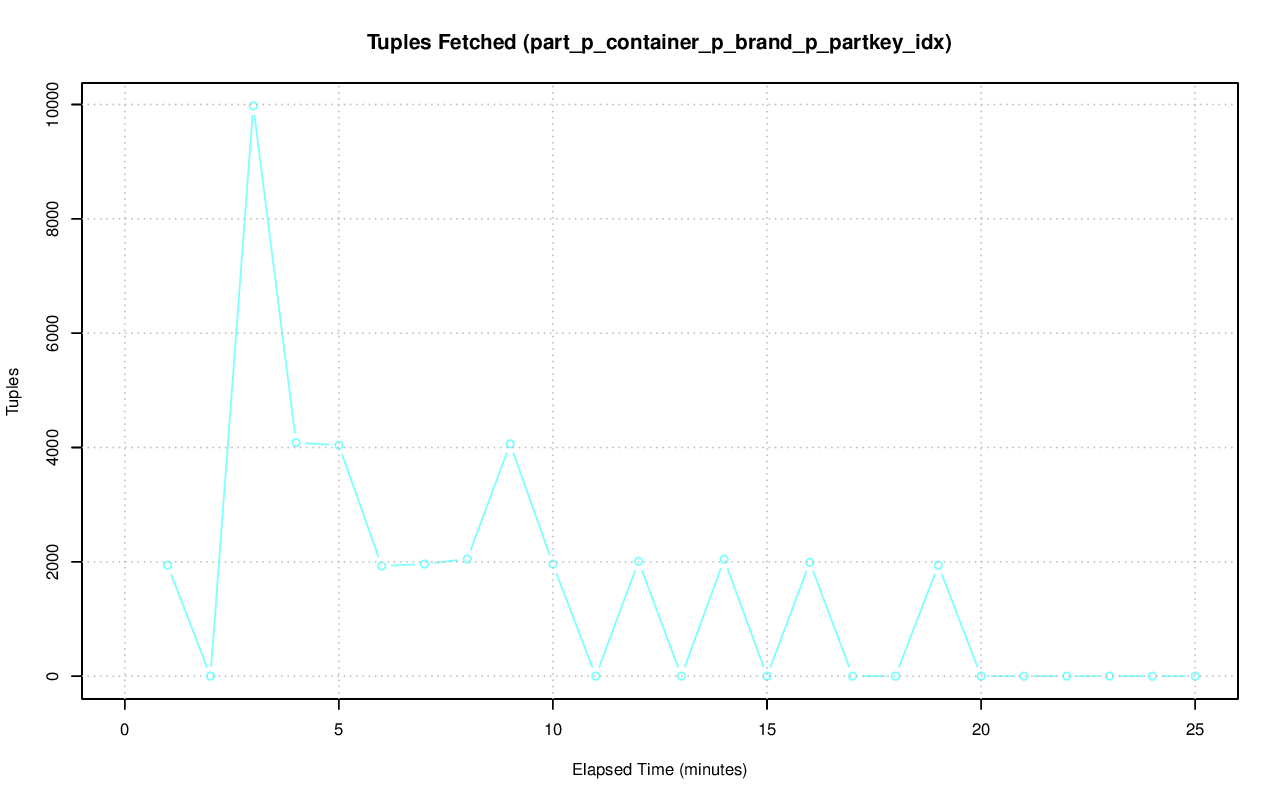 Tuples Fetched (part_p_container_p_brand_p_partkey_idx)
10000
8000
6000
4000
2000
0
Tuples
0 5 10 15 20 25
Elapsed Time (minutes)